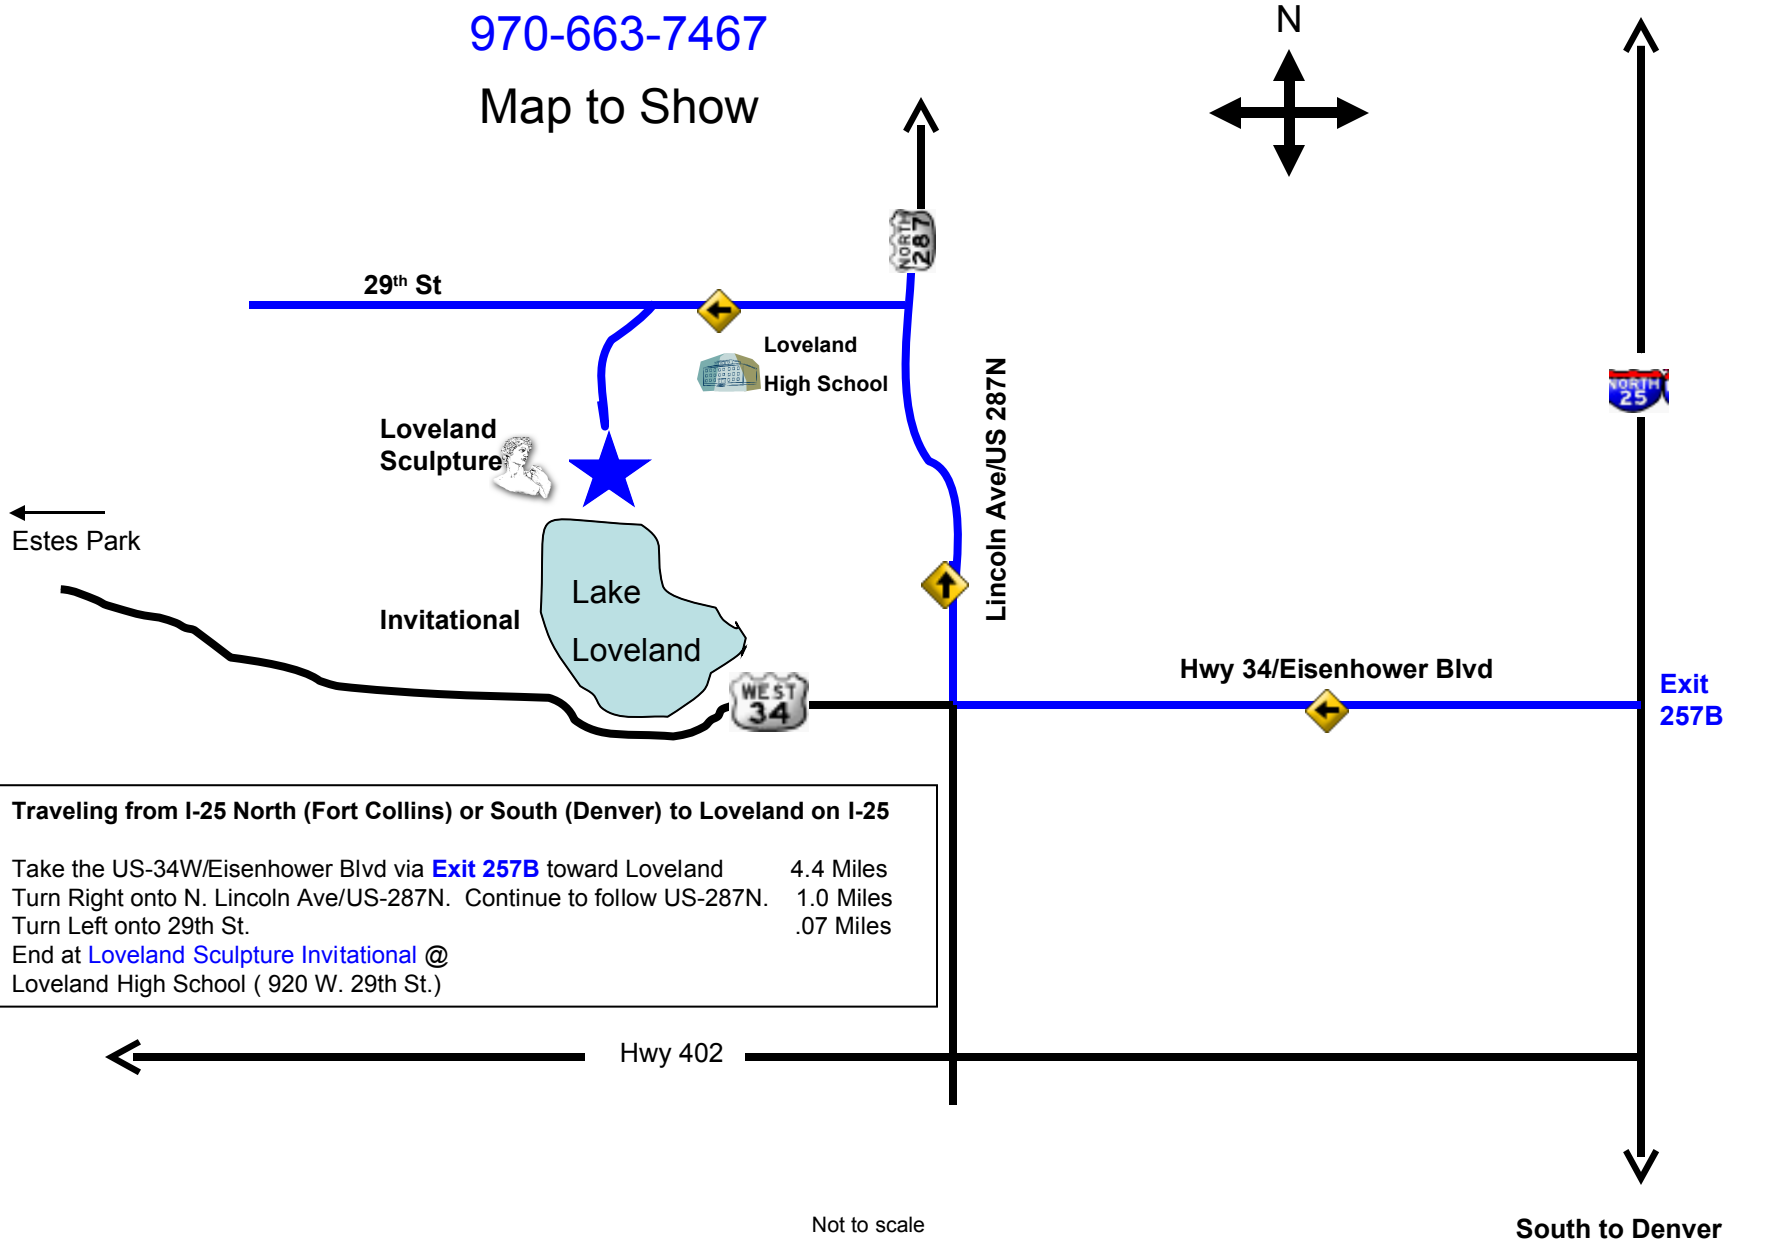 970-663-7467
Map to Show
N
NORTH
287
29th St
Loveland
High School
NORTH
25
Lincoln Ave/US 287N
Loveland
Sculpture
Estes Park
Lake
Loveland
Invitational
Hwy 34/Eisenhower Blvd
Exit
257B
WEST
34
Traveling from I-25 North (Fort Collins) or South (Denver) to Loveland on I-25
Take the US-34W/Eisenhower Blvd via Exit 257B toward Loveland 4.4 Miles
Turn Right onto N. Lincoln Ave/US-287N. Continue to follow US-287N. 1.0 Miles
Turn Left onto 29th St. .07 Miles
End at Loveland Sculpture Invitational @
Loveland High School ( 920 W. 29th St.)
Hwy 402
Not to scale
South to Denver